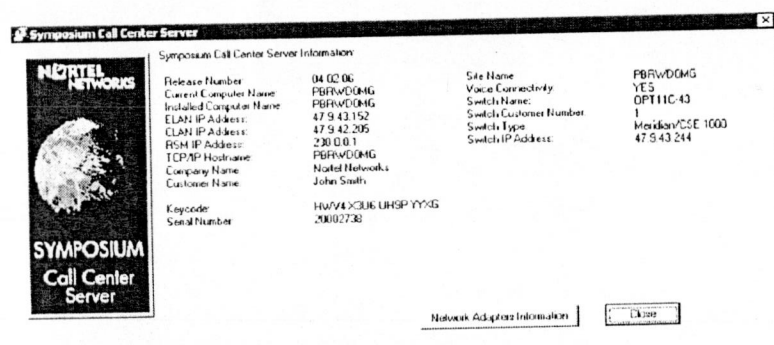 Symposium Call Center Server
NORTEL
NETWORKS
SYMPOSIUM
Call Center
Server
Symposium Call Center Server Information:
Release Number 04.02.06
Current Computer Name: PBRWD0MG
Installed Computer Name PBRWD0MG
ELAN IP Address: 47.9.43.152
CLAN IP Address: 47.9.42.205
RSM IP Address: 230.0.0.1
TCP/IP Hostname PBRWD0MG
Company Name Nortel Networks
Customer Name John Smith
Keycode:
Serial Number 20002738
Site Name PBRWD0MG
Voice Connectivity YES
Switch Name: OPT11C-43
Switch Customer Number 1
Switch Type Meridian/CSE 1000
Switch IP Address: 47.9.43.244
Network Adapters Information
Close